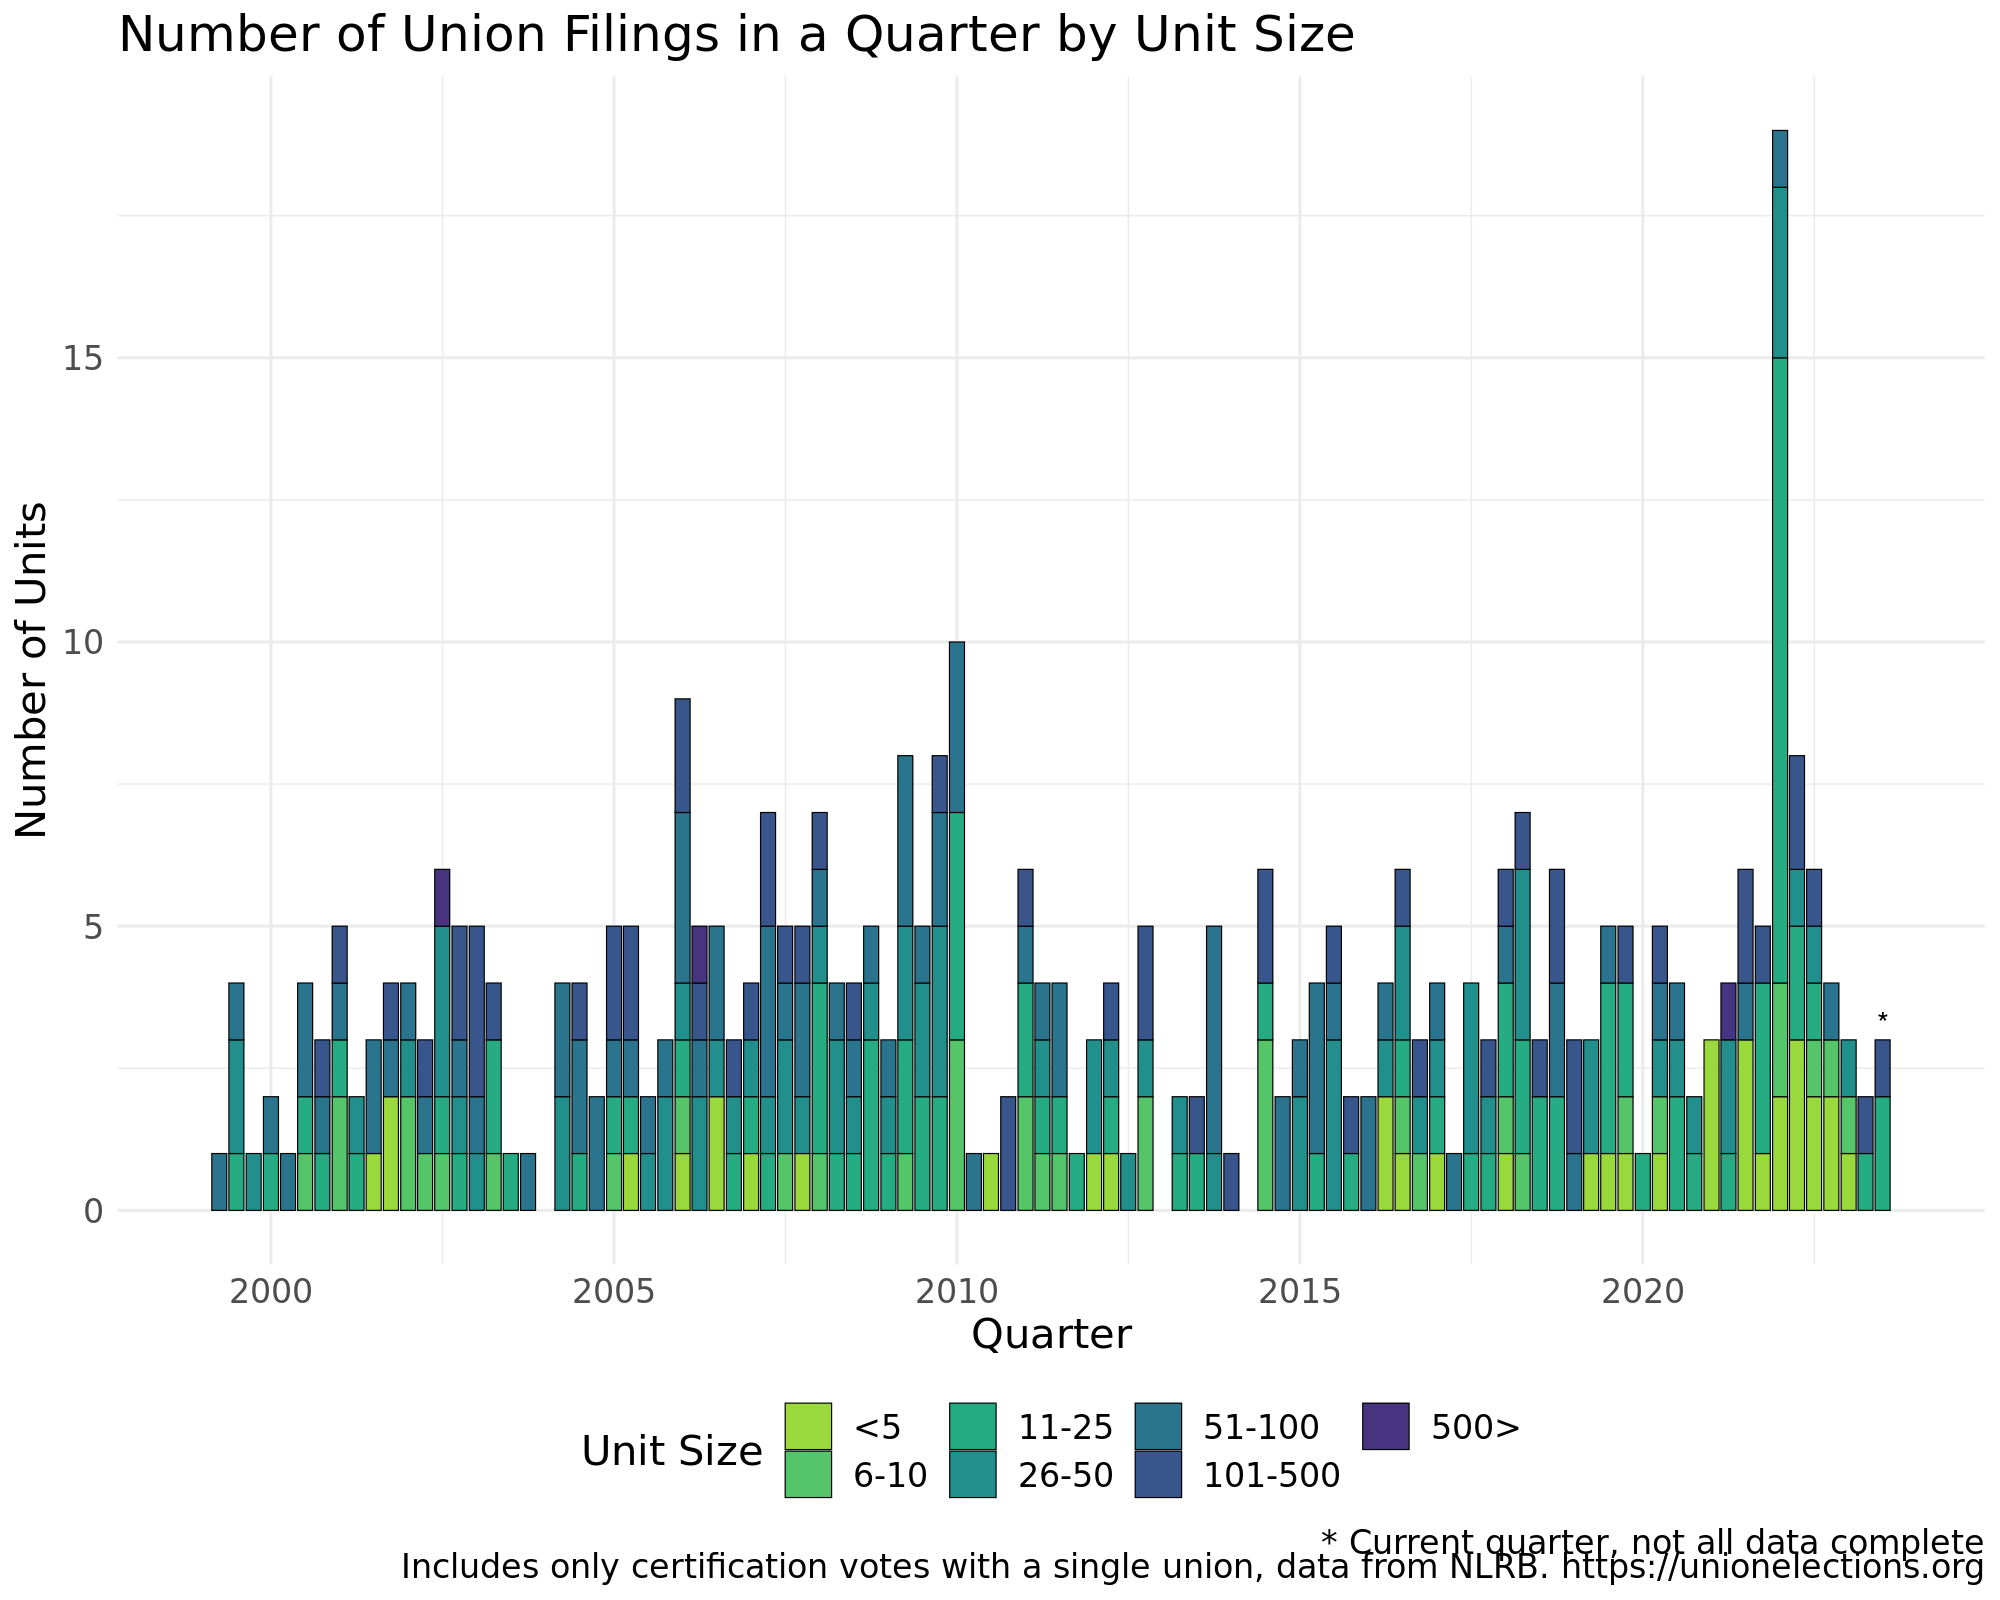 Number of Union Filings in a Quarter by Unit Size
Number of Units
15
10
5
0
2000 2005 2010 2015 2020
*
Quarter
Unit Size
<5 11-25 51-100 500>
6-10 26-50 101-500
* Current quarter, not all data complete
Includes only certification votes with a single union, data from NLRB. https://unionelections.org